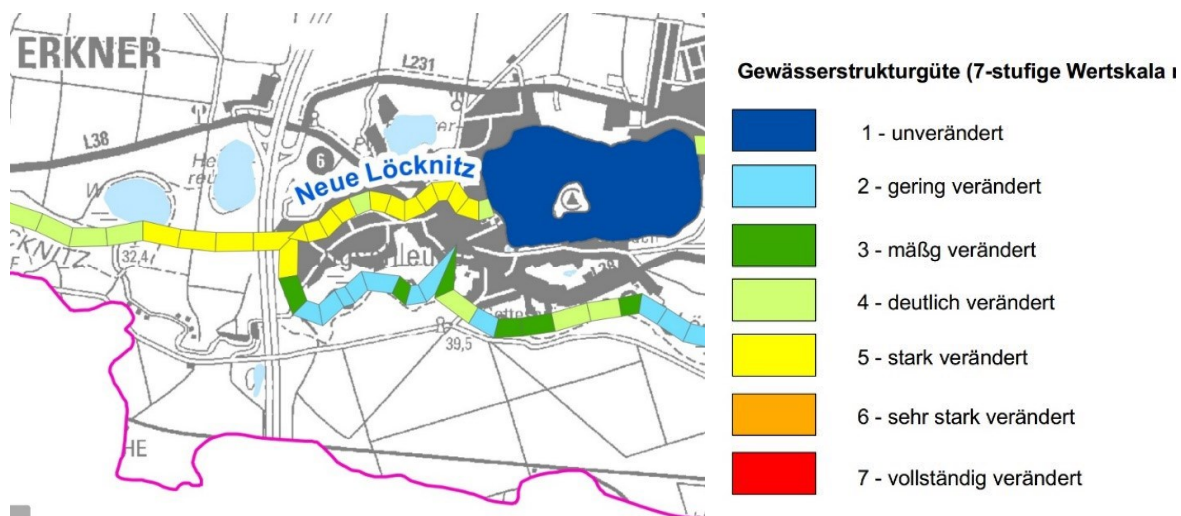 ERKNER
L231
L38
6
Neue Löcknitz
32,4
39,5
Gewässerstrukturgüte (7-stufige Wertskala
1 - unverändert
2 - gering verändert
3 - mäßg verändert
4 - deutlich verändert
5 - stark verändert
6 - sehr stark verändert
7 - vollständig verändert